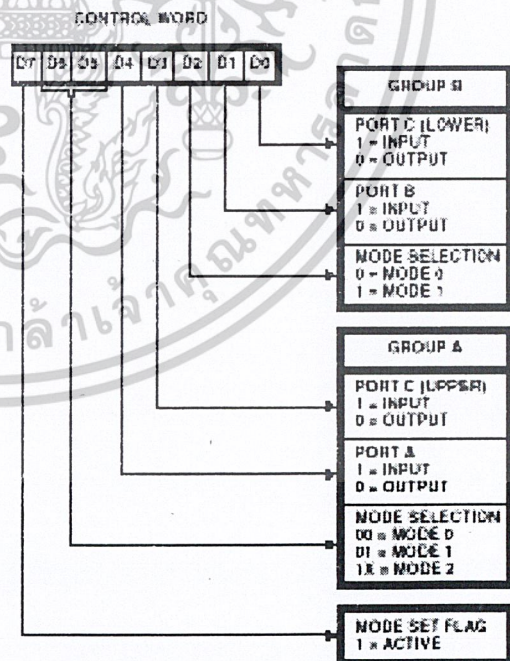 CONTROL WORD
D7 D6 D5 D4 D3 D2 D1 D0
GROUP B
PORT C (LOWER)
1 = INPUT
0 = OUTPUT
PORT B
1 = INPUT
0 = OUTPUT
MODE SELECTION
0 = MODE 0
1 = MODE 1
GROUP A
PORT C (UPPER)
1 = INPUT
0 = OUTPUT
PORT A
1 = INPUT
0 = OUTPUT
MODE SELECTION
00 = MODE 0
01 = MODE 1
1X = MODE 2
MODE SET FLAG
1 = ACTIVE